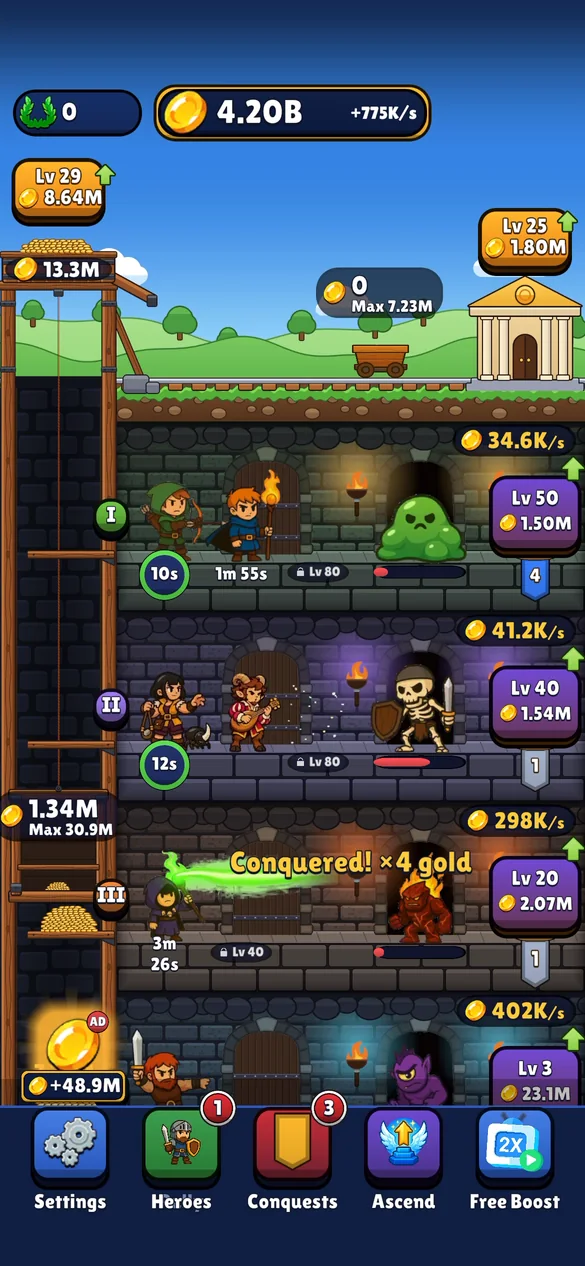 0
4.20B
+775K/s
Lv 29
8.64M
Lv 25
1.80M
13.3M
0
Max 7.23M
34.6K/s
I
Lv 50
1.50M
10s
1m 55s
Lv 80
4
41.2K/s
II
Lv 40
1.54M
12s
Lv 80
1
1.34M
Max 30.9M
298K/s
Conquered! ×4 gold
III
Lv 20
2.07M
3m
26s
Lv 40
1
402K/s
AD
+48.9M
Lv 3
23.1M
1
3
2X
Settings
Heroes
Conquests
Ascend
Free Boost